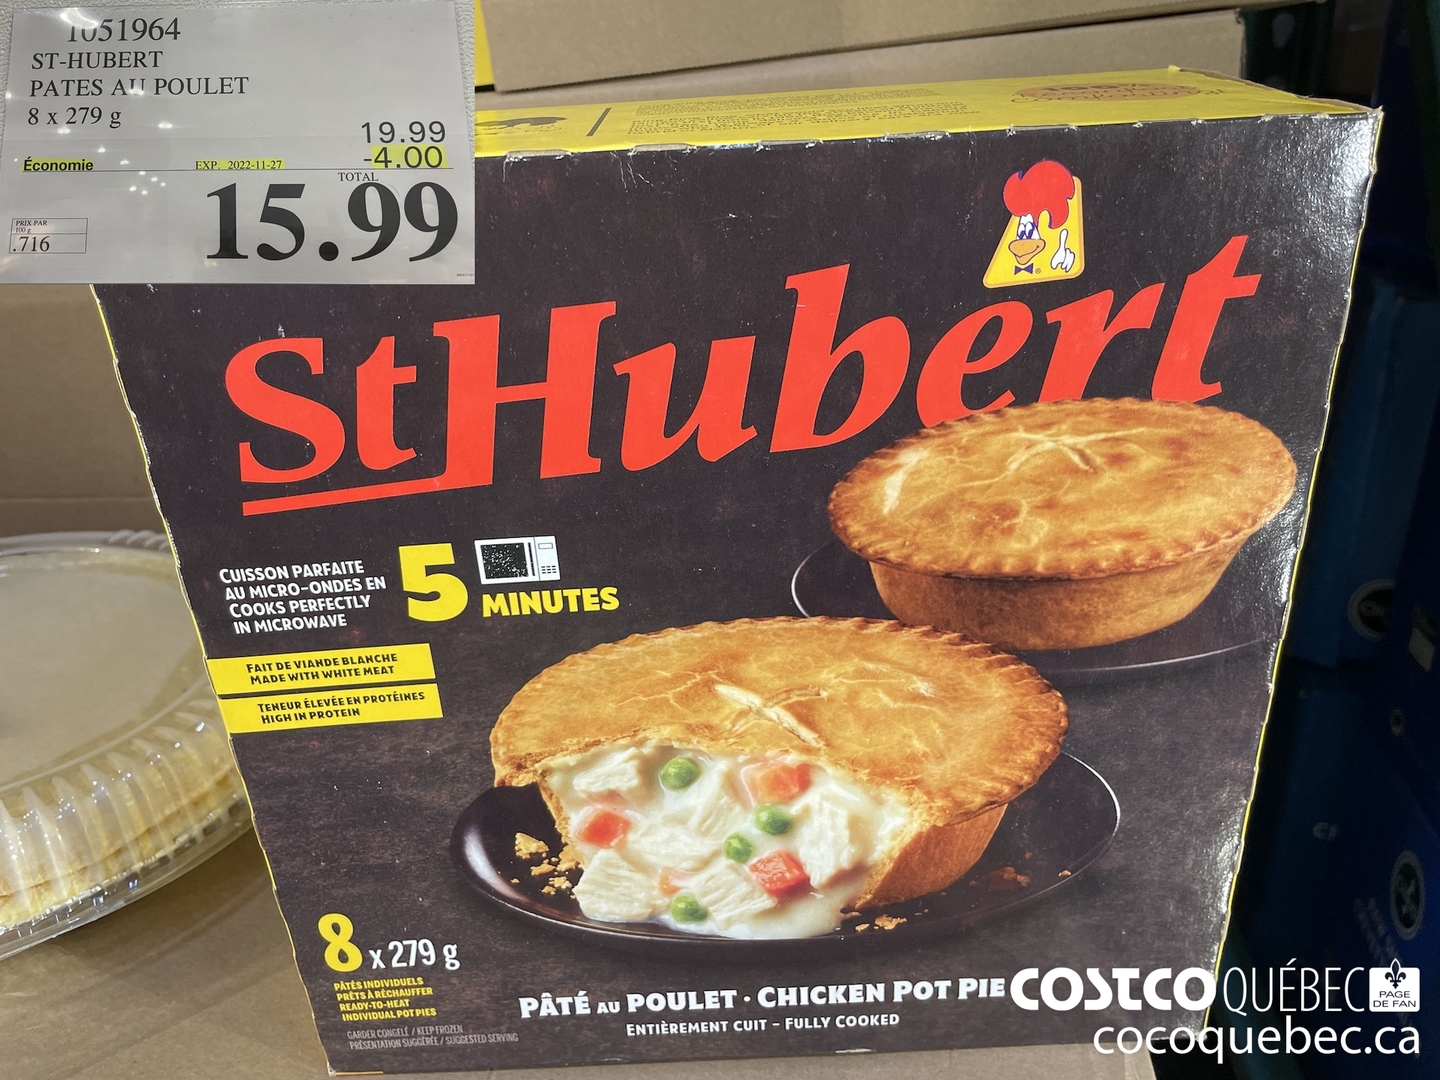 1051964
ST-HUBERT
PATES AU POULET
8 x 279 g
19.99
Économie EXP. 2022-11-27 -4.00
TOTAL
15.99
PRIX PAR
100 g
.716
StHubert
®
CUISSON PARFAITE
AU MICRO-ONDES EN
COOKS PERFECTLY
IN MICROWAVE
5 MINUTES
FAIT DE VIANDE BLANCHE
MADE WITH WHITE MEAT
TENEUR ÉLEVÉE EN PROTÉINES
HIGH IN PROTEIN
8 x 279 g
PÂTÉS INDIVIDUELS
PRÊTS À RÉCHAUFFER
READY-TO-HEAT
INDIVIDUAL POT PIES
GARDER CONGELÉ / KEEP FROZEN
PRÉSENTATION SUGGÉRÉE / SUGGESTED SERVING
PÂTÉ AU POULET · CHICKEN POT PIE
ENTIÈREMENT CUIT – FULLY COOKED
COSTCO QUÉBEC
PAGE
DE FAN
cocoquebec.ca